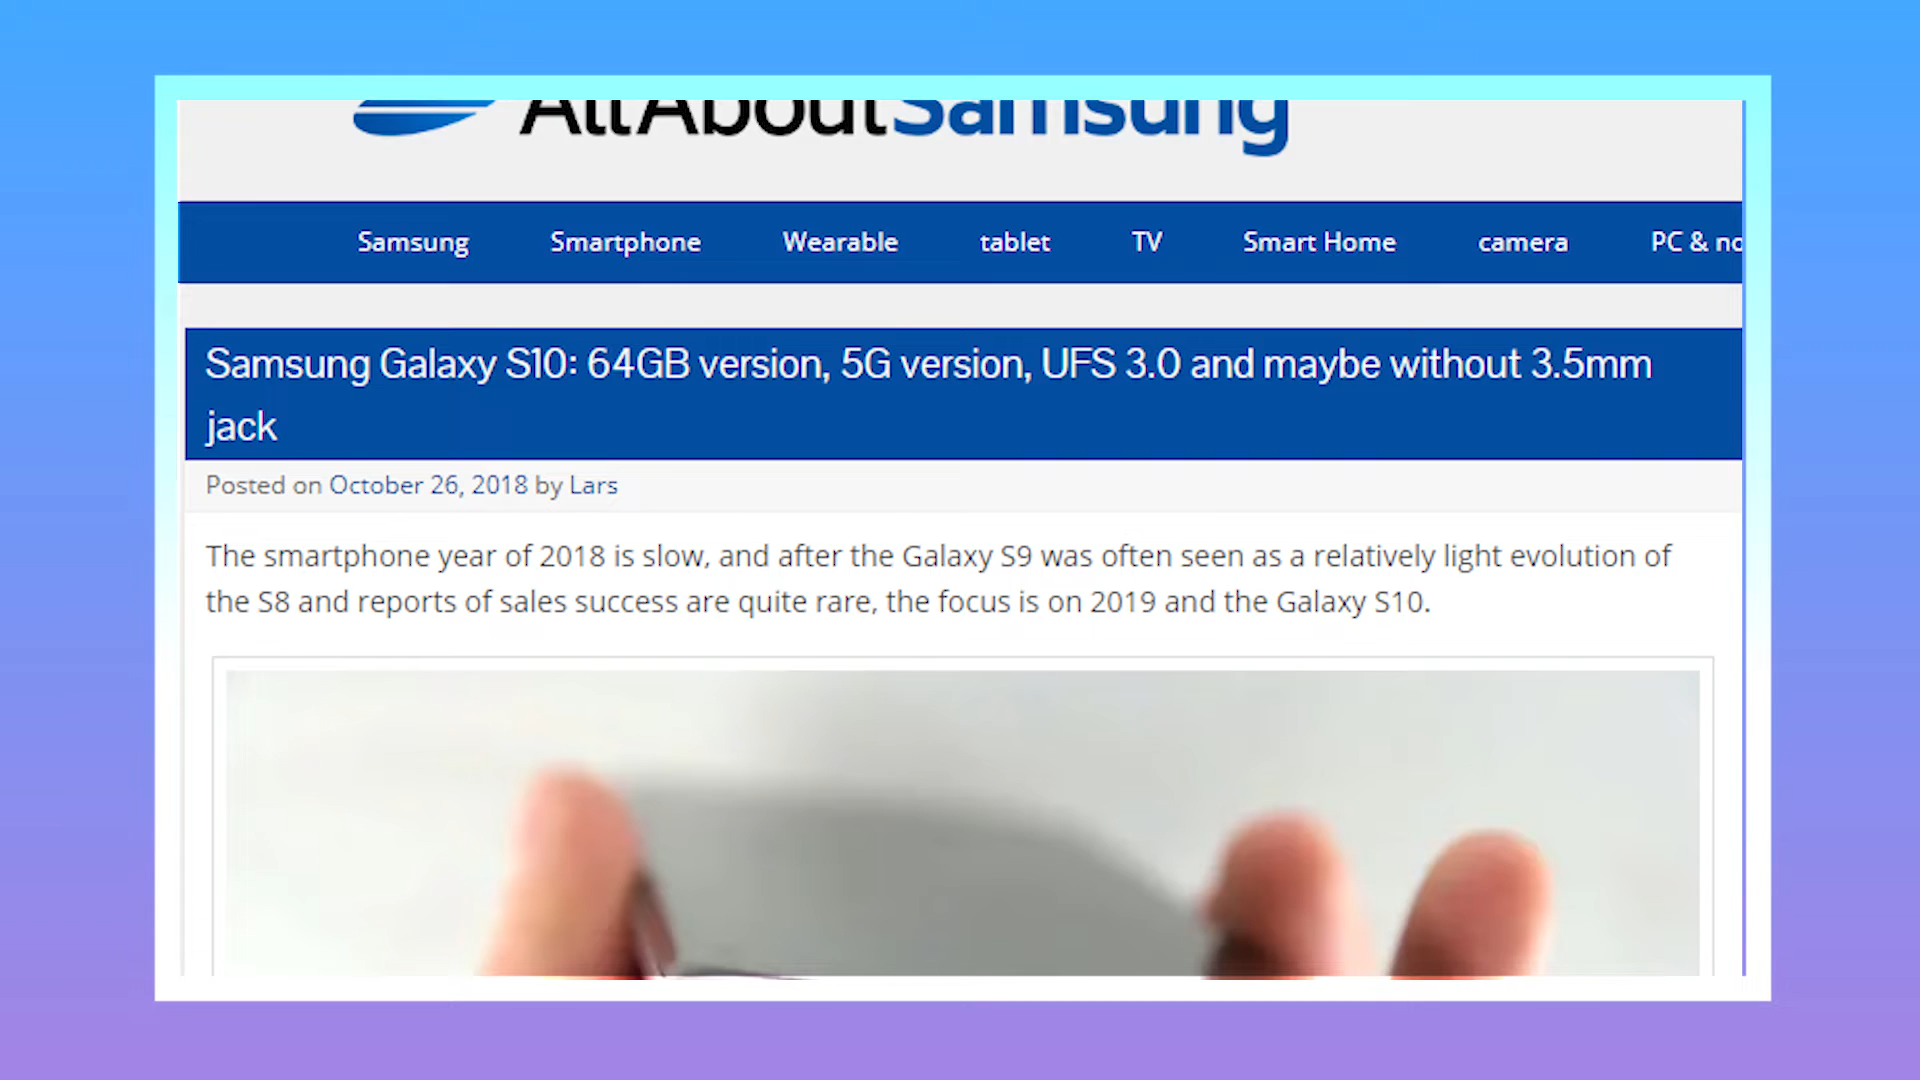 AllAboutSamsung
Samsung Smartphone Wearable tablet TV Smart Home camera PC & no
Samsung Galaxy S10: 64GB version, 5G version, UFS 3.0 and maybe without 3.5mm
jack
Posted on October 26, 2018 by Lars
The smartphone year of 2018 is slow, and after the Galaxy S9 was often seen as a relatively light evolution of
the S8 and reports of sales success are quite rare, the focus is on 2019 and the Galaxy S10.